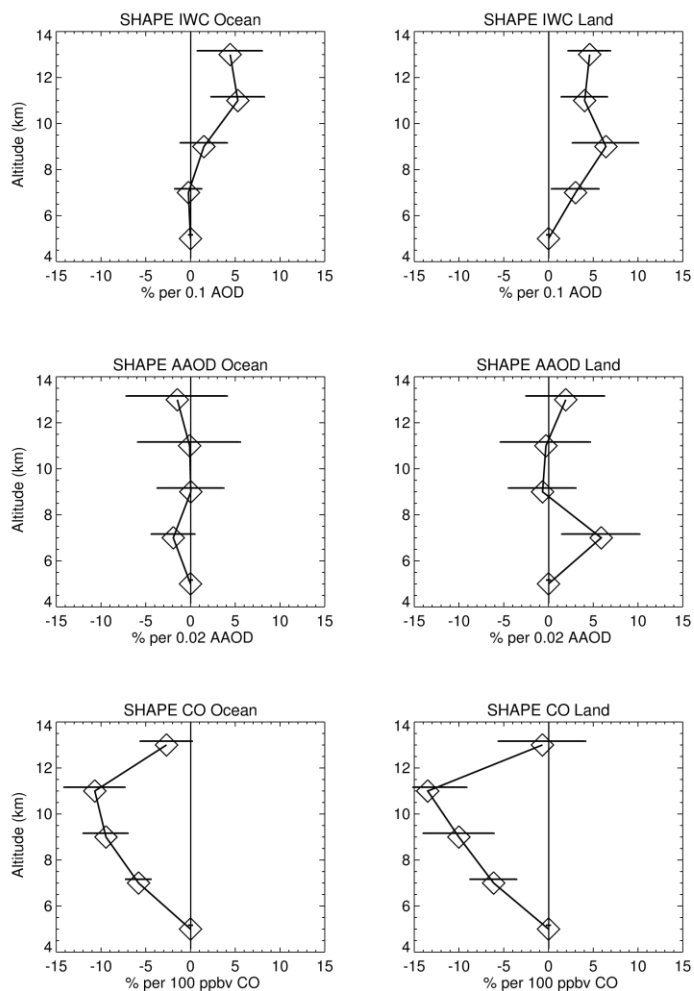 SHAPE IWC Ocean
14
12
10
8
6
4
Altitude (km)
-15 -10 -5 0 5 10 15
% per 0.1 AOD
SHAPE IWC Land
14
12
10
8
6
4
-15 -10 -5 0 5 10 15
% per 0.1 AOD
SHAPE AAOD Ocean
14
12
10
8
6
4
Altitude (km)
-15 -10 -5 0 5 10 15
% per 0.02 AAOD
SHAPE AAOD Land
14
12
10
8
6
4
-15 -10 -5 0 5 10 15
% per 0.02 AAOD
SHAPE CO Ocean
14
12
10
8
6
4
Altitude (km)
-15 -10 -5 0 5 10 15
% per 100 ppbv CO
SHAPE CO Land
14
12
10
8
6
4
-15 -10 -5 0 5 10 15
% per 100 ppbv CO